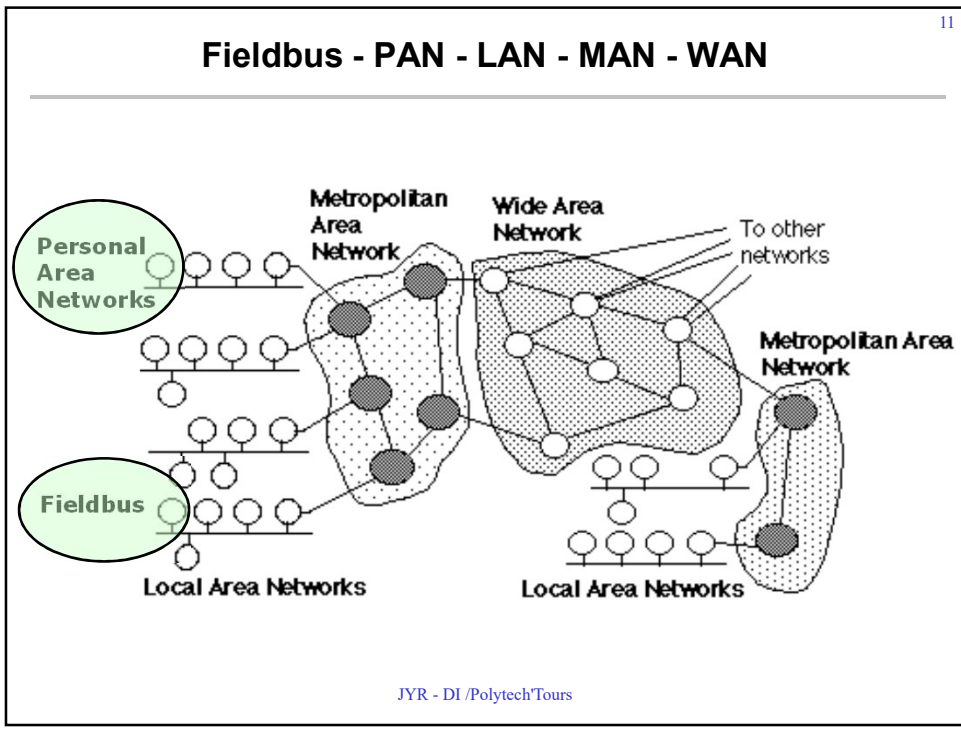 11
Fieldbus - PAN - LAN - MAN - WAN
Metropolitan
Area
Network
Wide Area
Network
To other
networks
Personal
Area
Networks
Metropolitan Area
Network
Fieldbus
Local Area Networks
Local Area Networks
JYR - DI /Polytech'Tours